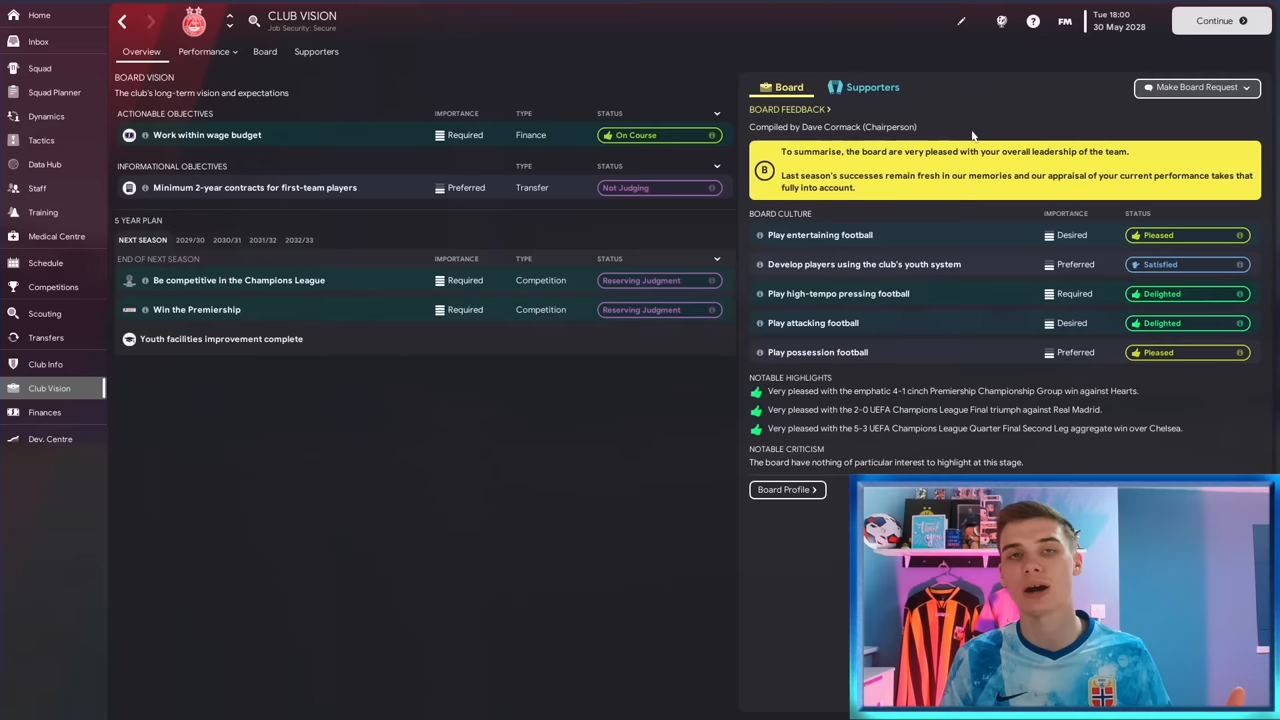 Home
Inbox
Squad
Squad Planner
Dynamics
Tactics
Data Hub
Staff
Training
Medical Centre
Schedule
Competitions
Scouting
Transfers
Club Info
Club Vision
Finances
Dev. Centre
CLUB VISION
Job Security: Secure
FM
Tue 18:00
30 May 2028
Continue
Overview Performance Board Supporters
BOARD VISION
The club's long-term vision and expectations
ACTIONABLE OBJECTIVES IMPORTANCE TYPE STATUS
Work within wage budget Required Finance On Course
INFORMATIONAL OBJECTIVES IMPORTANCE TYPE STATUS
Minimum 2-year contracts for first-team players Preferred Transfer Not Judging
5 YEAR PLAN
NEXT SEASON 2029/30 2030/31 2031/32 2032/33
END OF NEXT SEASON IMPORTANCE TYPE STATUS
Be competitive in the Champions League Required Competition Reserving Judgment
Win the Premiership Required Competition Reserving Judgment
Youth facilities improvement complete
Board Supporters Make Board Request
BOARD FEEDBACK >
Compiled by Dave Cormack (Chairperson)
B
To summarise, the board are very pleased with your overall leadership of the team.
Last season's successes remain fresh in our memories and our appraisal of your current performance takes that
fully into account.
BOARD CULTURE IMPORTANCE STATUS
Play entertaining football Desired Pleased
Develop players using the club's youth system Preferred Satisfied
Play high-tempo pressing football Required Delighted
Play attacking football Desired Delighted
Play possession football Preferred Pleased
NOTABLE HIGHLIGHTS
Very pleased with the emphatic 4-1 cinch Premiership Championship Group win against Hearts.
Very pleased with the 2-0 UEFA Champions League Final triumph against Real Madrid.
Very pleased with the 5-3 UEFA Champions League Quarter Final Second Leg aggregate win over Chelsea.
NOTABLE CRITICISM
The board have nothing of particular interest to highlight at this stage.
Board Profile >